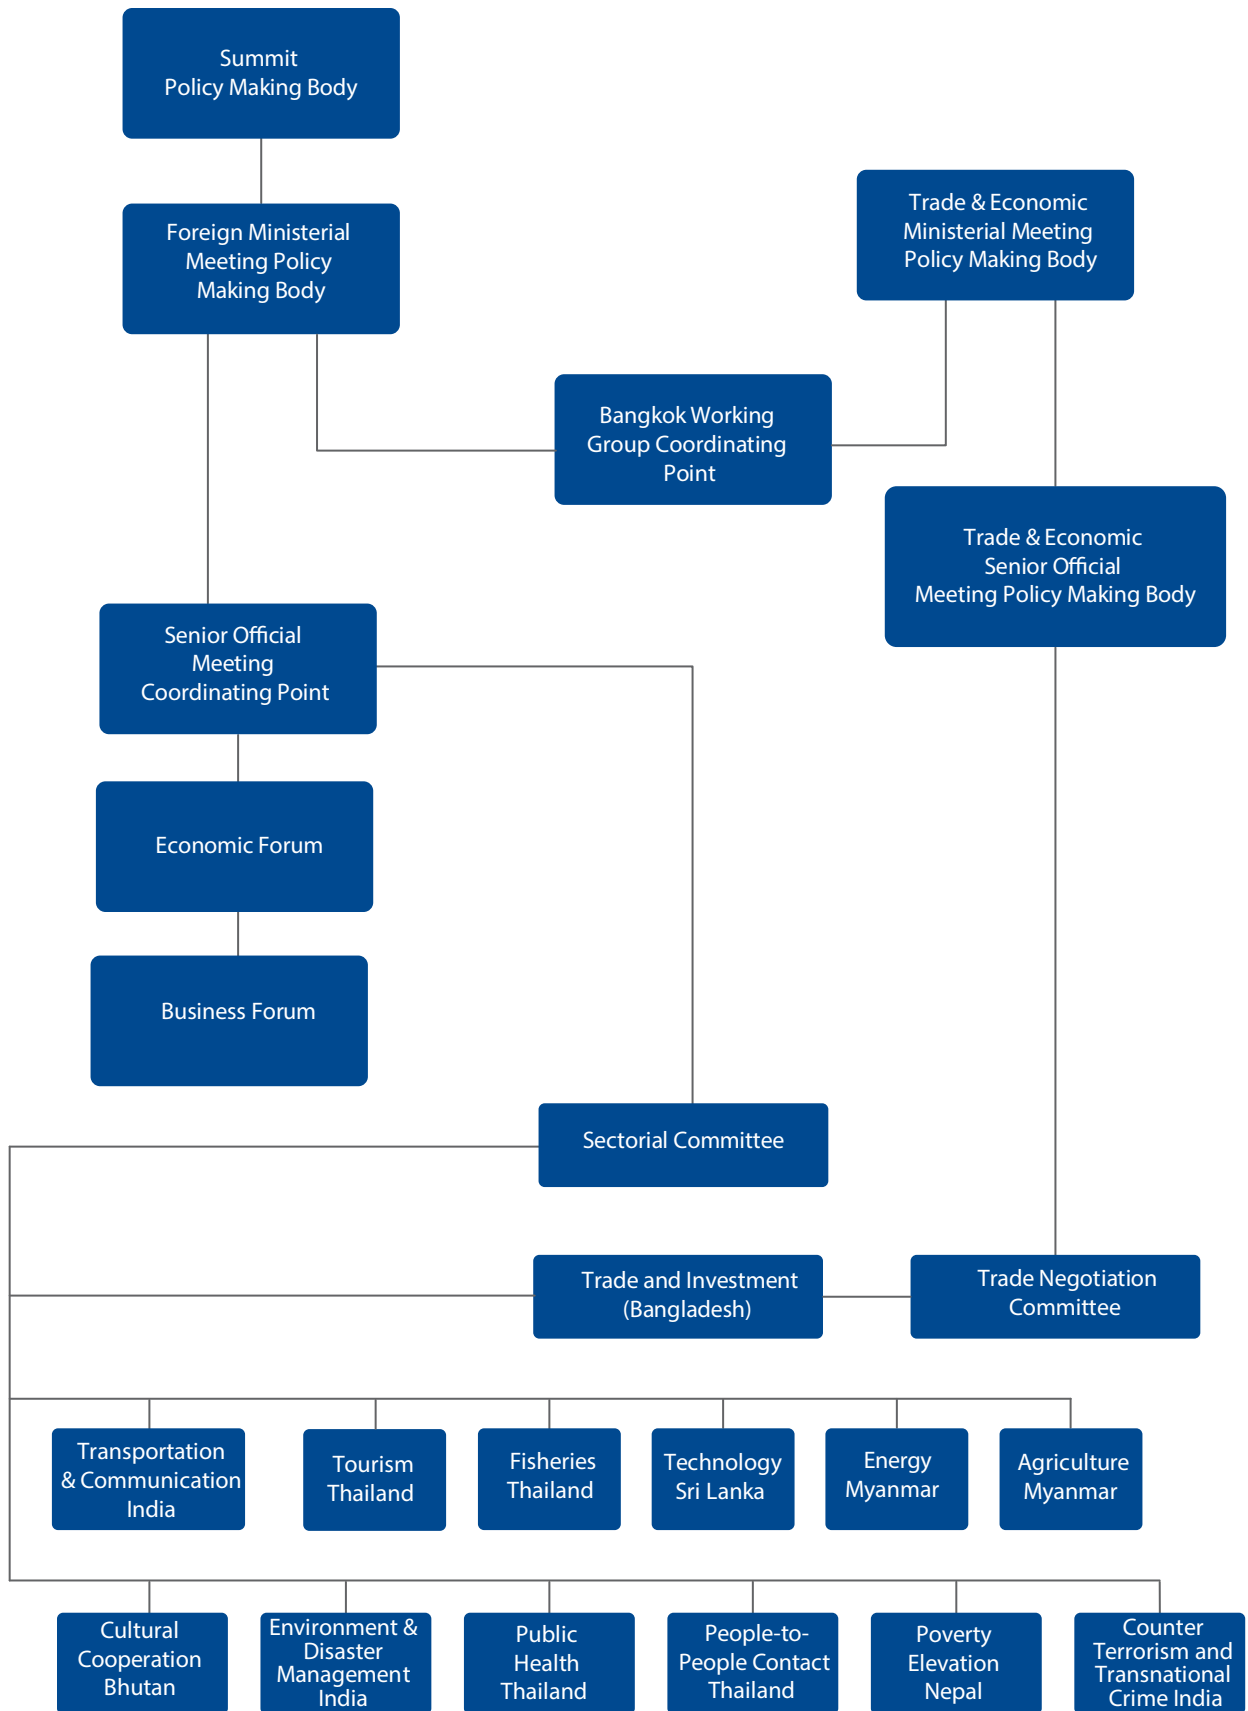 Summit
Policy Making Body
Foreign Ministerial
Meeting Policy
Making Body
Trade & Economic
Ministerial Meeting
Policy Making Body
Bangkok Working
Group Coordinating
Point
Trade & Economic
Senior Official
Meeting Policy Making Body
Senior Official
Meeting
Coordinating Point
Economic Forum
Business Forum
Sectorial Committee
Trade and Investment
(Bangladesh)
Trade Negotiation
Committee
Transportation
& Communication
India
Tourism
Thailand
Fisheries
Thailand
Technology
Sri Lanka
Energy
Myanmar
Agriculture
Myanmar
Cultural
Cooperation
Bhutan
Environment &
Disaster
Management
India
Public
Health
Thailand
People-to-
People Contact
Thailand
Poverty
Elevation
Nepal
Counter
Terrorism and
Transnational
Crime India